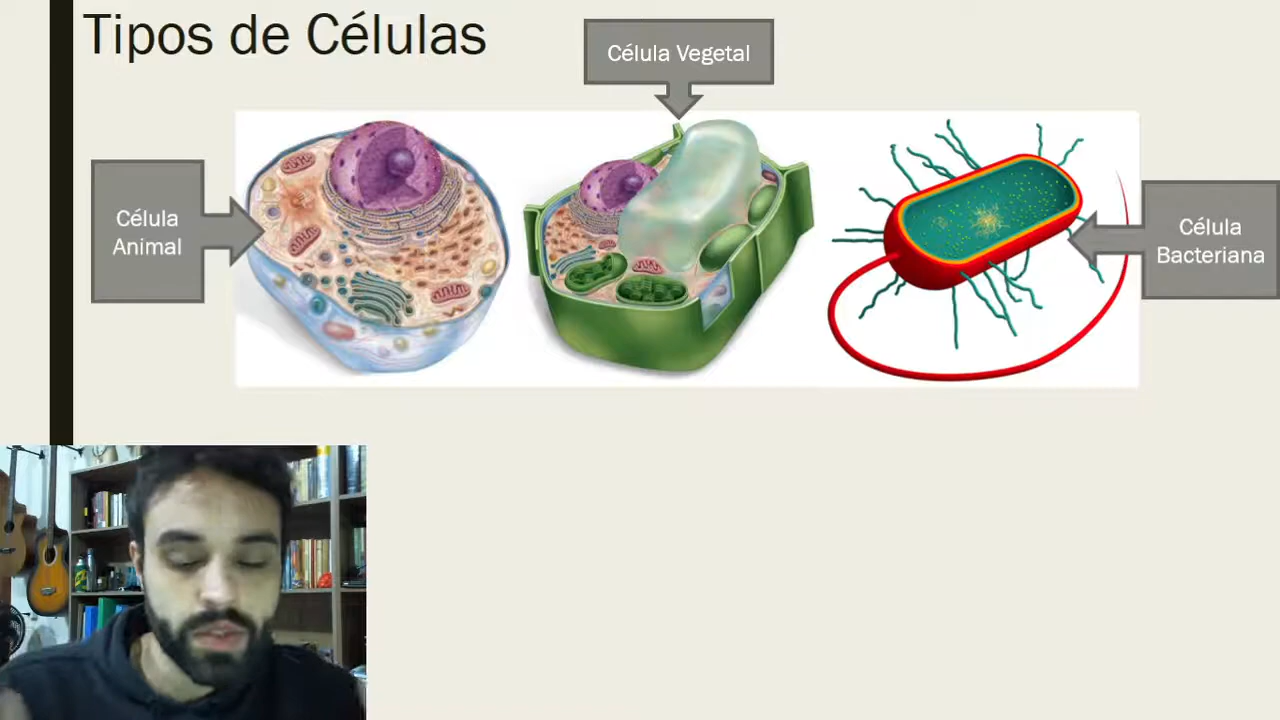 Tipos de Células
Célula Vegetal
Célula
Animal
Célula
Bacteriana